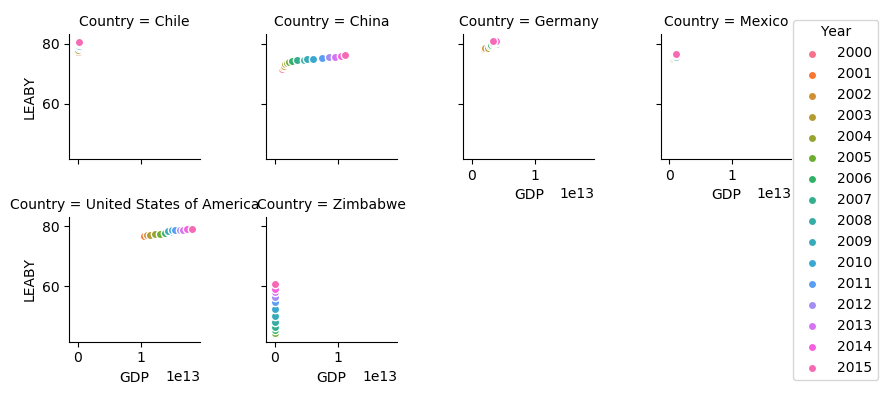 Country = Chile
Country = China
Country = Germany
Country = Mexico
80
60
LEABY
0
1
0
1
0
1
GDP
1e13
0
1
GDP
1e13
Country = United States of America
Country = Zimbabwe
80
60
LEABY
0
1
GDP
1e13
0
1
GDP
1e13
Year
2000
2001
2002
2003
2004
2005
2006
2007
2008
2009
2010
2011
2012
2013
2014
2015